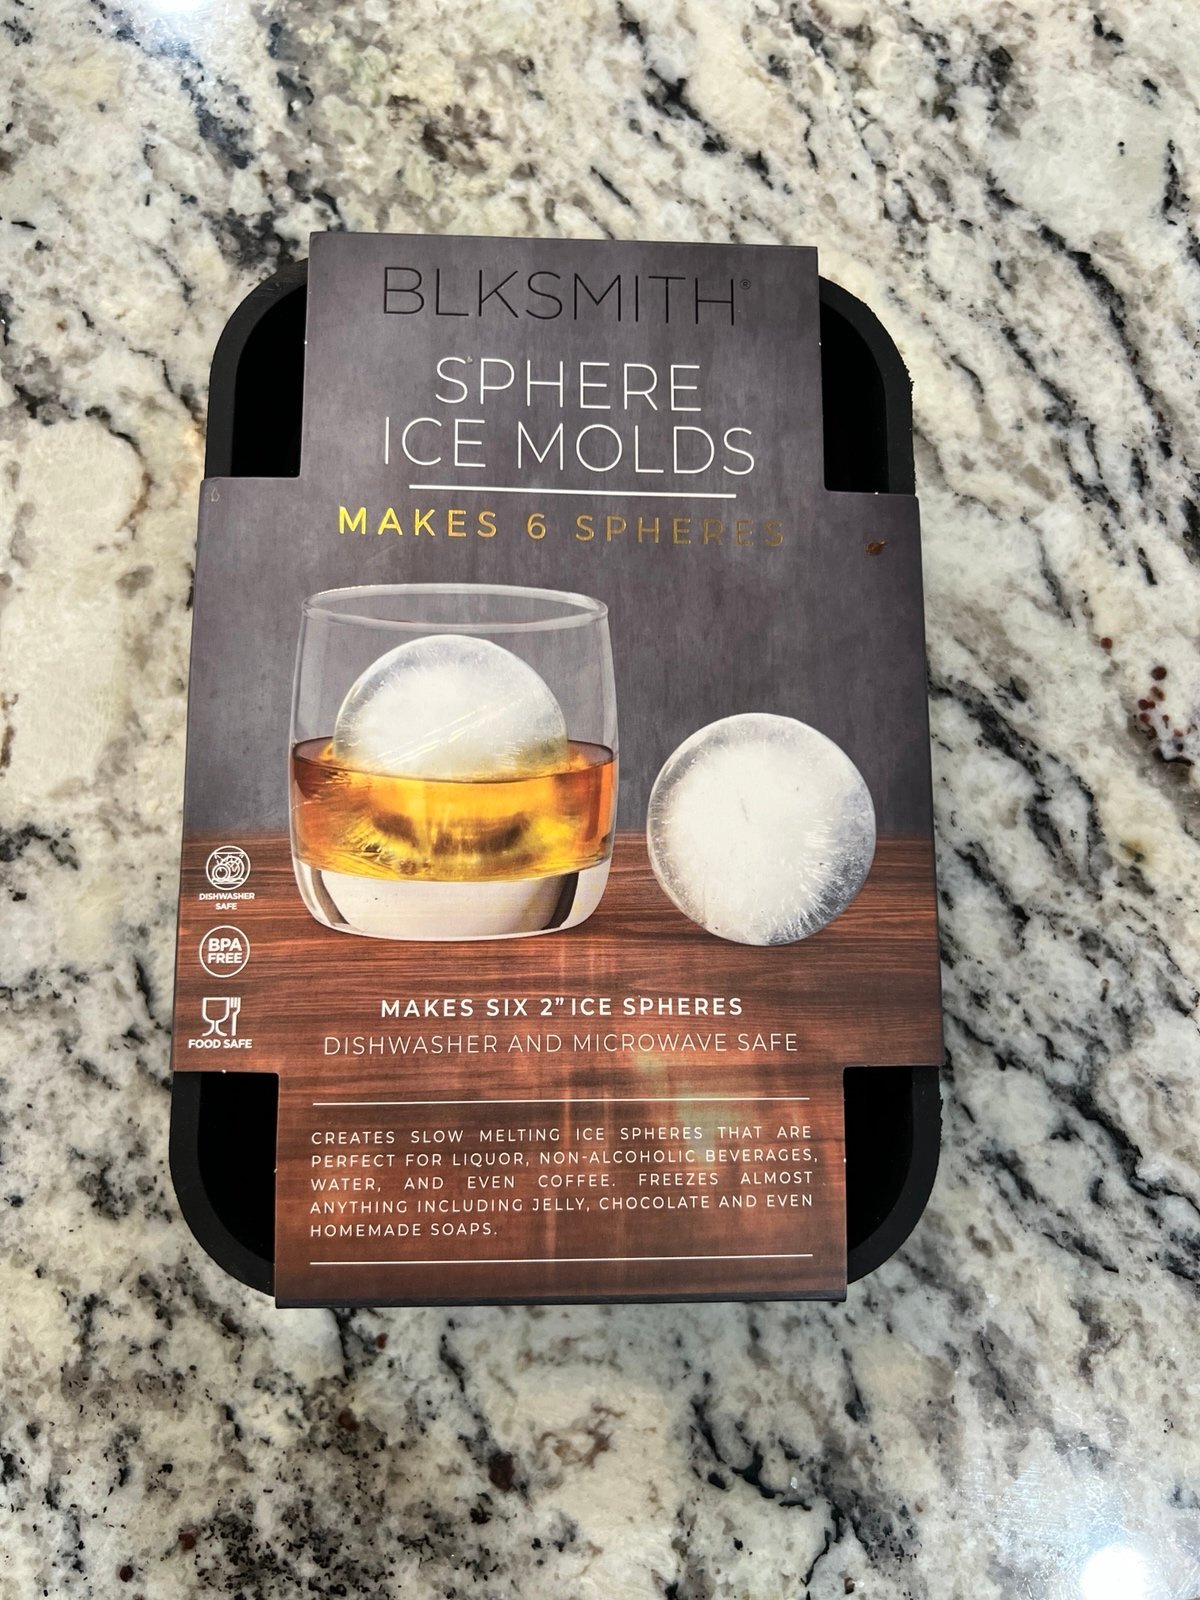 BLKSMITH®
SPHERE
ICE MOLDS
MAKES 6 SPHERES
DISHWASHER
SAFE
BPA
FREE
FOOD SAFE
MAKES SIX 2” ICE SPHERES
DISHWASHER AND MICROWAVE SAFE
CREATES SLOW MELTING ICE SPHERES THAT ARE
PERFECT FOR LIQUOR, NON-ALCOHOLIC BEVERAGES,
WATER, AND EVEN COFFEE. FREEZES ALMOST
ANYTHING INCLUDING JELLY, CHOCOLATE AND EVEN
HOMEMADE SOAPS.